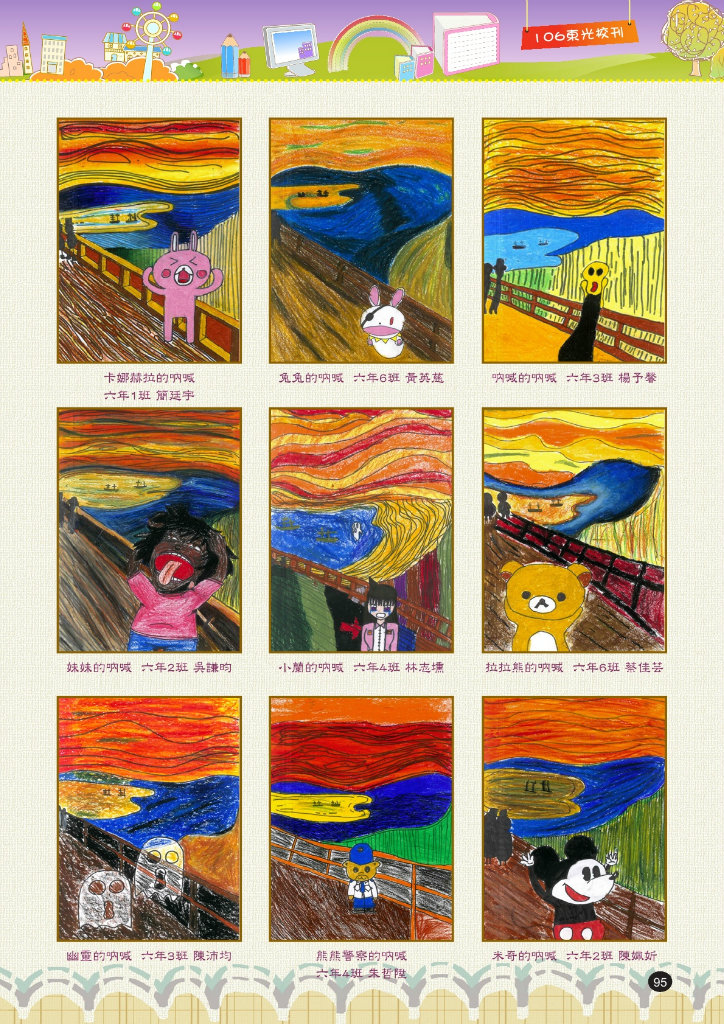 106東光校刊
卡娜赫拉的吶喊
六年1班 簡廷宇
兔兔的吶喊 六年6班 黃英蕉
吶喊的吶喊 六年3班 楊予馨
妹妹的吶喊 六年2班 吳謙昀
小蘭的吶喊 六年4班 林志壎
拉拉熊的吶喊 六年6班 蔡佳芸
幽靈的吶喊 六年3班 陳沛均
熊熊警察的吶喊
六年4班 朱哲陞
米奇的吶喊 六年2班 陳姵妡
95